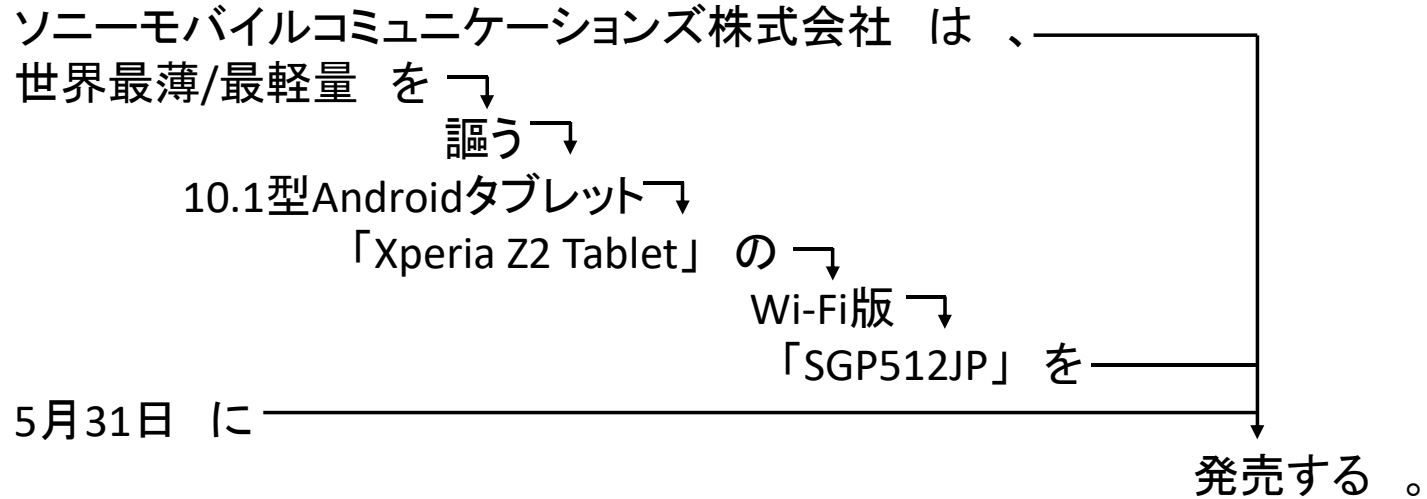 ソニーモバイルコミュニケーションズ株式会社 は 、
世界最薄/最軽量 を
謳う
10.1型Androidタブレット
「Xperia Z2 Tablet」 の
Wi-Fi版
「SGP512JP」 を
5月31日 に
発売する 。